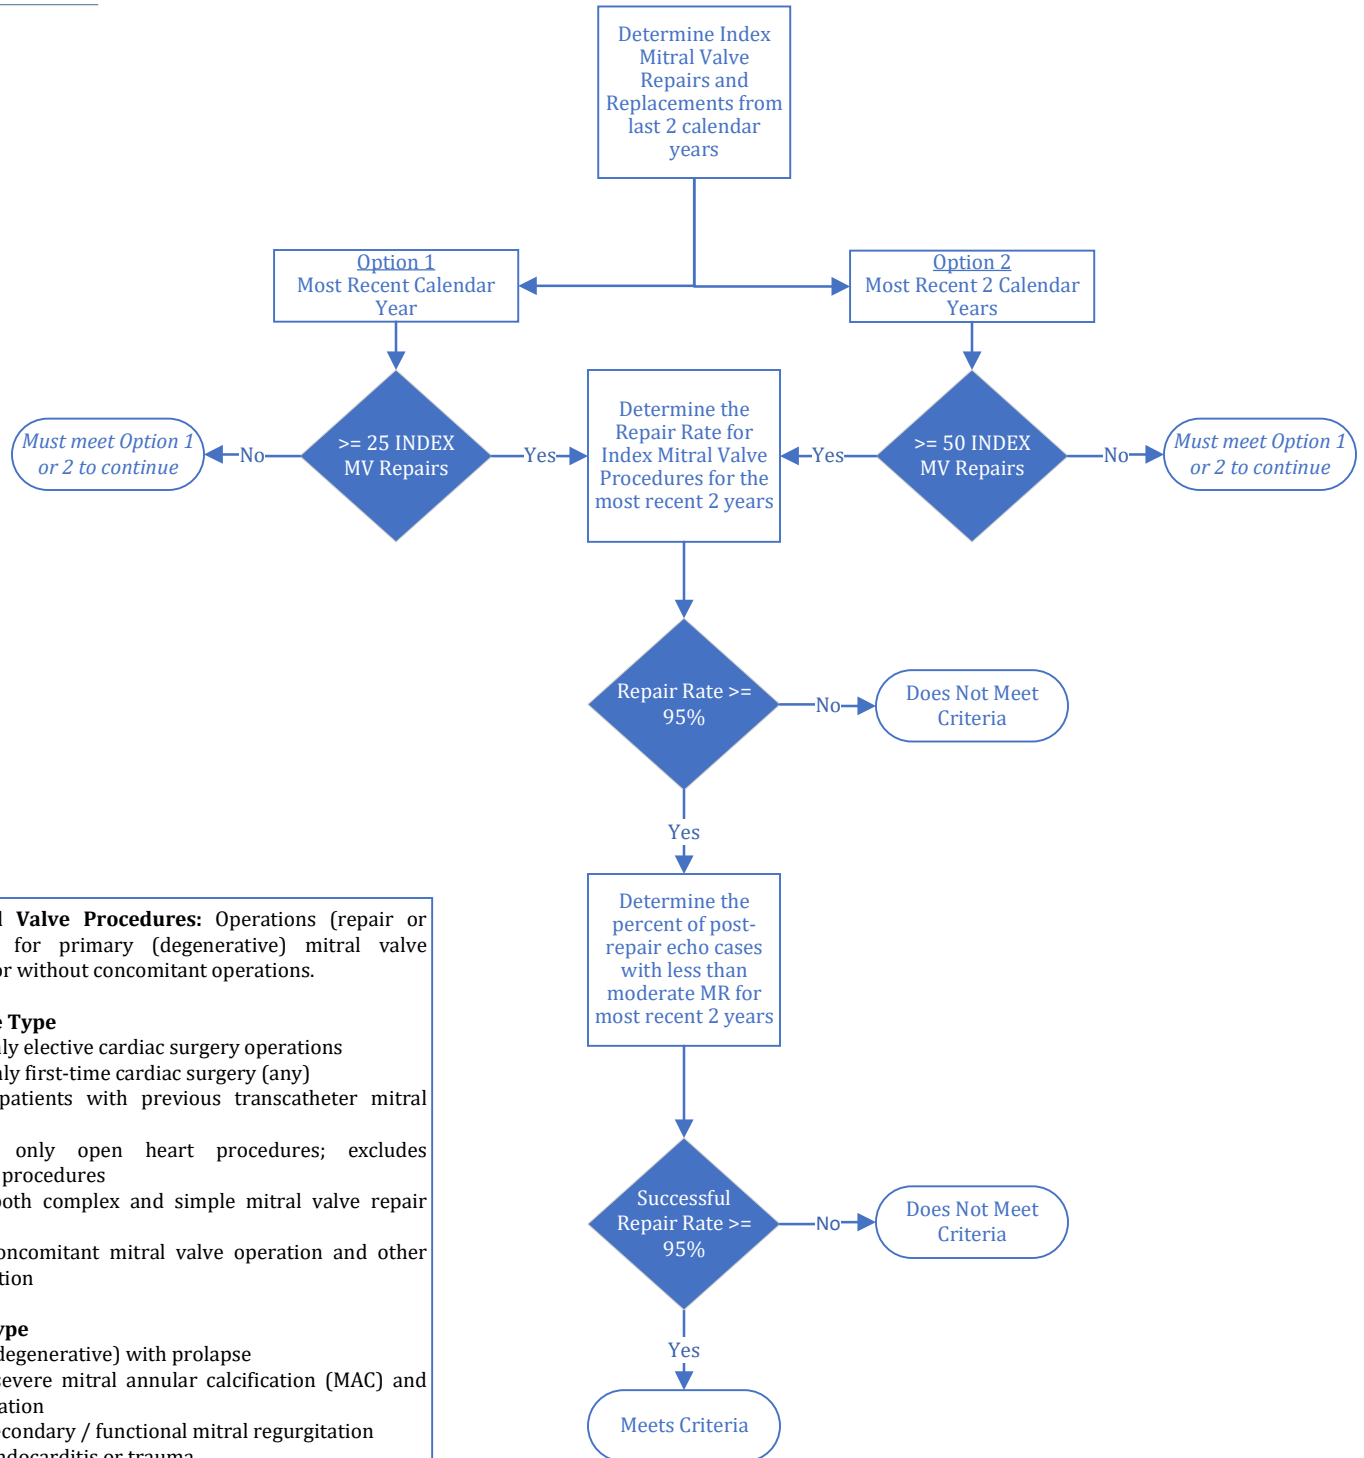 Determine Index
Mitral Valve
Repairs and
Replacements from
last 2 calendar
years
Option 1
Most Recent Calendar
Year
Option 2
Most Recent 2 Calendar
Years
Must meet Option 1
or 2 to continue
No
>= 25 INDEX
MV Repairs
Yes
Determine the
Repair Rate for
Index Mitral Valve
Procedures for the
most recent 2 years
Yes
>= 50 INDEX
MV Repairs
No
Must meet Option 1
or 2 to continue
Repair Rate >=
95%
No
Does Not Meet
Criteria
Yes
Determine the
percent of post-
repair echo cases
with less than
moderate MR for
most recent 2 years
Successful
Repair Rate >=
95%
No
Does Not Meet
Criteria
Yes
Meets Criteria
Valve Procedures: Operations (repair or
for primary (degenerative) mitral valve
or without concomitant operations.
Type
only elective cardiac surgery operations
only first-time cardiac surgery (any)
patients with previous transcatheter mitral
only open heart procedures; excludes
procedures
both complex and simple mitral valve repair
concomitant mitral valve operation and other
(degenerative) with prolapse
severe mitral annular calcification (MAC) and
secondary / functional mitral regurgitation
endocarditis or trauma